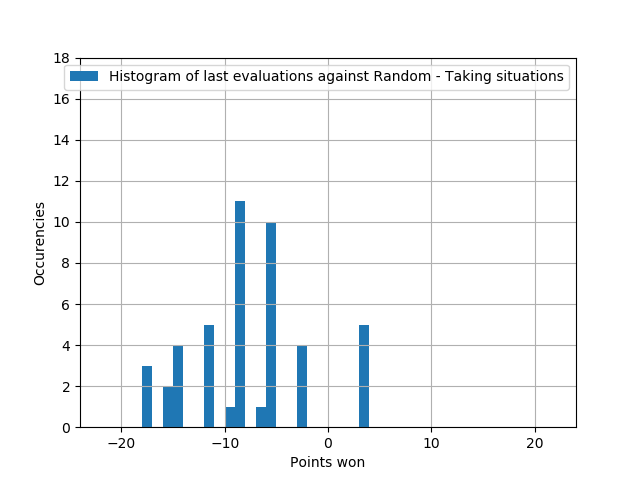 Histogram of last evaluations against Random - Taking situations
18
16
14
12
10
8
6
4
2
0
Occurencies
−20 −10 0 10 20
Points won